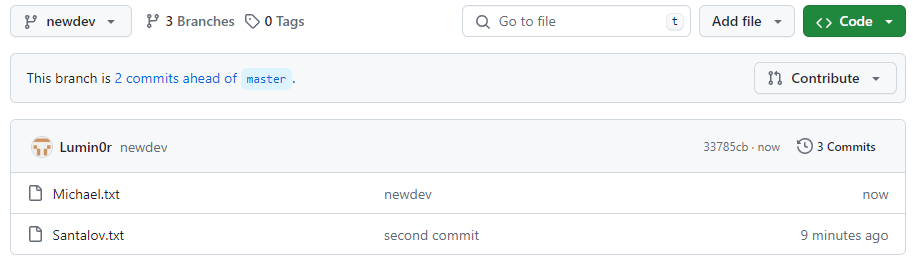 newdev 3 Branches 0 Tags Go to file t Add file Code
This branch is 2 commits ahead of master . Contribute
Lumin0r newdev 33785cb · now 3 Commits
Michael.txt newdev now
Santalov.txt second commit 9 minutes ago